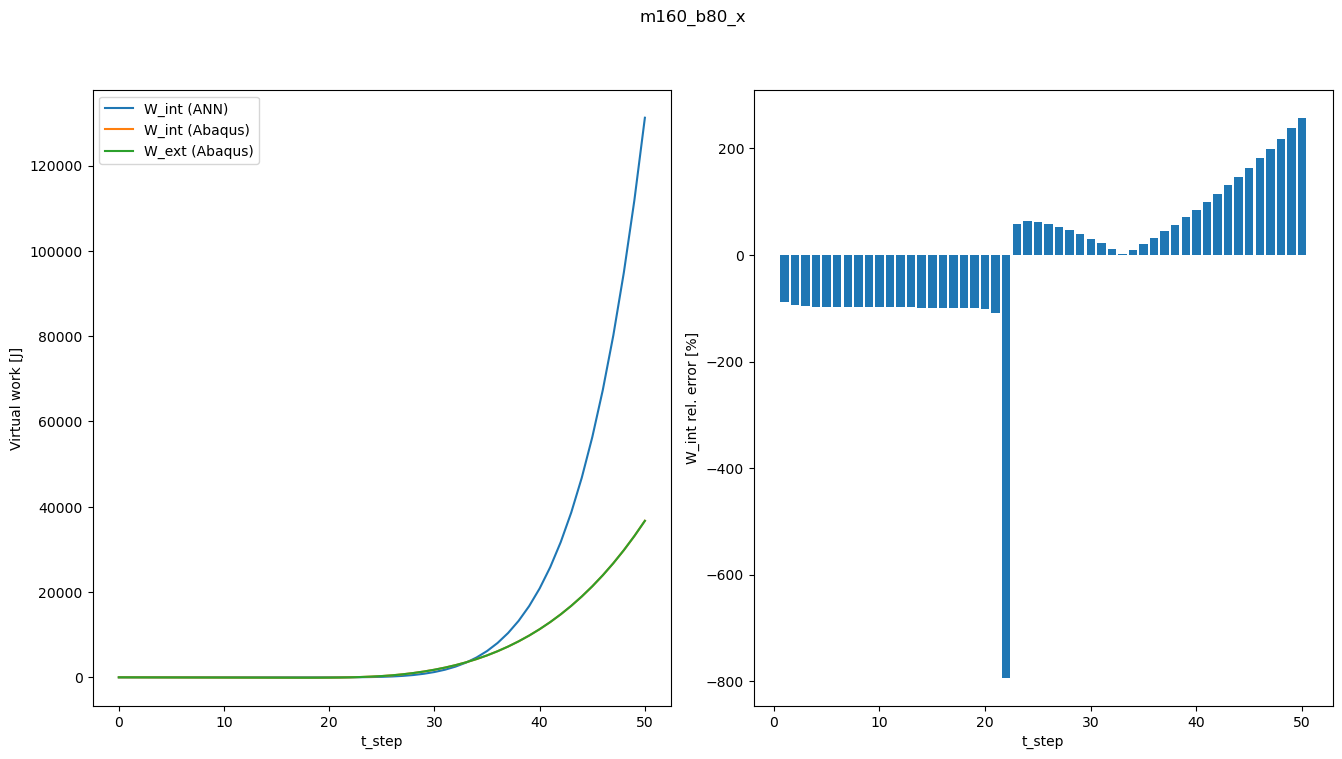 m160_b80_x
W_int (ANN)
W_int (Abaqus)
W_ext (Abaqus)
Virtual work [J]
120000
100000
80000
60000
40000
20000
0
0 10 20 30 40 50
t_step
W_int rel. error [%]
200
0
−200
−400
−600
−800
0 10 20 30 40 50
t_step